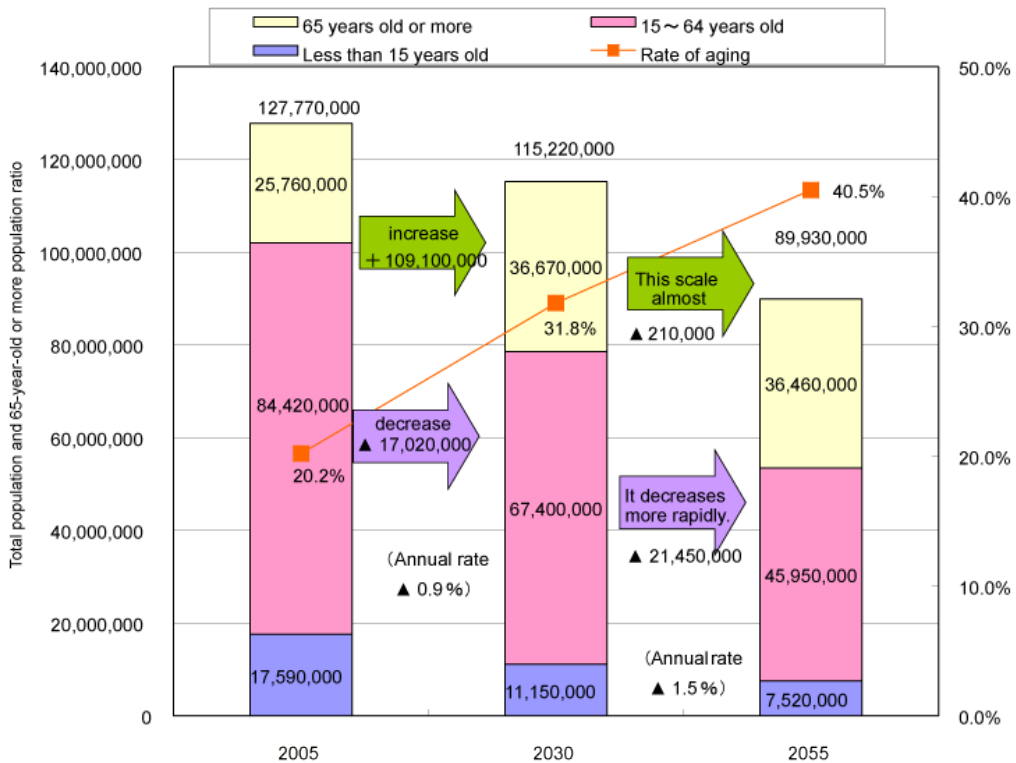 65 years old or more
15～64 years old
Less than 15 years old
Rate of aging
Total population and 65-year-old or more population ratio
140,000,000
120,000,000
100,000,000
80,000,000
60,000,000
40,000,000
20,000,000
0
50.0%
40.0%
30.0%
20.0%
10.0%
0.0%
127,770,000
25,760,000
84,420,000
20.2%
17,590,000
increase
＋109,100,000
decrease
▲ 17,020,000
（Annual rate
▲ 0.9%）
115,220,000
36,670,000
31.8%
67,400,000
11,150,000
This scale
almost
▲ 210,000
It decreases
more rapidly.
▲ 21,450,000
（Annual rate
▲ 1.5%）
40.5%
89,930,000
36,460,000
45,950,000
7,520,000
2005
2030
2055